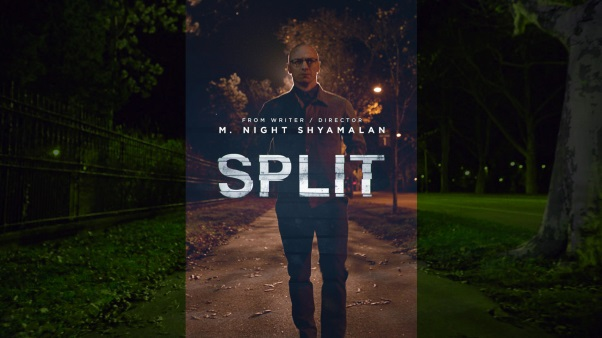 FROM WRITER / DIRECTOR
M. NIGHT SHYAMALAN
SPLIT